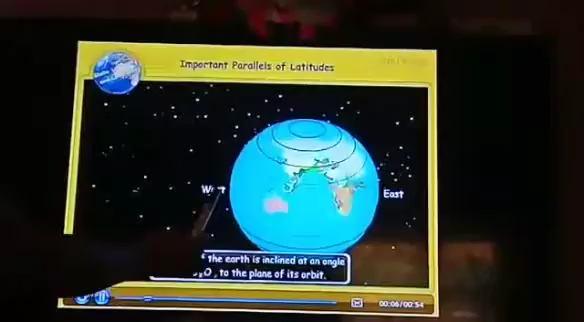 Important Parallels of Latitudes
East
the earth is inclined at an angle
, to the plane of its orbit.
00:06/00:54